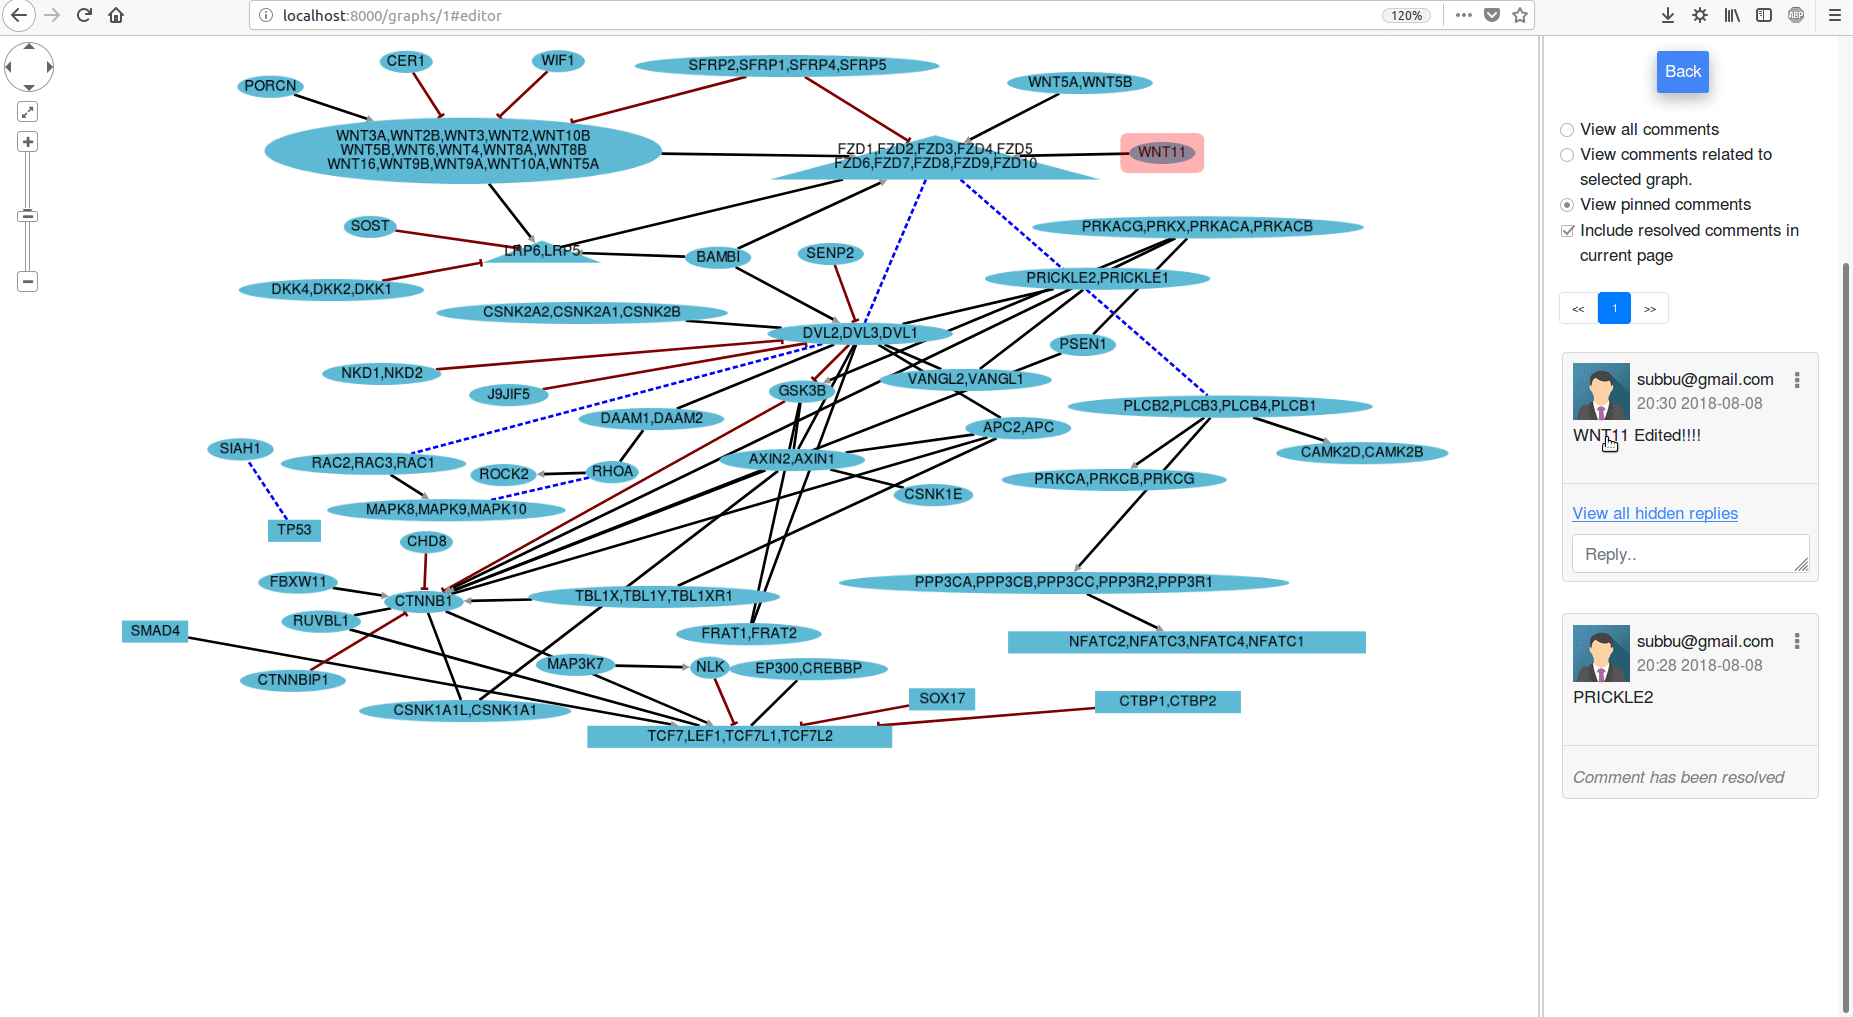 localhost:8000/graphs/1#editor
120%
ABP
CER1
WIF1
SFRP2,SFRP1,SFRP4,SFRP5
PORCN
WNT5A,WNT5B
WNT3A,WNT2B,WNT3,WNT2,WNT10B
WNT5B,WNT6,WNT4,WNT8A,WNT8B
WNT16,WNT9B,WNT9A,WNT10A,WNT5A
FZD1,FZD2,FZD3,FZD4,FZD5
FZD6,FZD7,FZD8,FZD9,FZD10
WNT11
SOST
LRP6,LRP5
BAMBI
SENP2
PRKACG,PRKX,PRKACA,PRKACB
PRICKLE2,PRICKLE1
DKK4,DKK2,DKK1
CSNK2A2,CSNK2A1,CSNK2B
DVL2,DVL3,DVL1
PSEN1
NKD1,NKD2
J9JIF5
GSK3B
VANGL2,VANGL1
DAAM1,DAAM2
APC2,APC
PLCB2,PLCB3,PLCB4,PLCB1
SIAH1
RAC2,RAC3,RAC1
ROCK2
RHOA
AXIN2,AXIN1
CAMK2D,CAMK2B
PRKCA,PRKCB,PRKCG
CSNK1E
MAPK8,MAPK9,MAPK10
TP53
CHD8
FBXW11
CTNNB1
TBL1X,TBL1Y,TBL1XR1
PPP3CA,PPP3CB,PPP3CC,PPP3R2,PPP3R1
RUVBL1
SMAD4
FRAT1,FRAT2
NFATC2,NFATC3,NFATC4,NFATC1
CTNNBIP1
MAP3K7
NLK
EP300,CREBBP
CSNK1A1L,CSNK1A1
SOX17
CTBP1,CTBP2
TCF7,LEF1,TCF7L1,TCF7L2
Back
View all comments
View comments related to
selected graph.
View pinned comments
Include resolved comments in
current page
<<
1
>>
subbu@gmail.com
20:30 2018-08-08
WNT11 Edited!!!!
View all hidden replies
Reply..
subbu@gmail.com
20:28 2018-08-08
PRICKLE2
Comment has been resolved